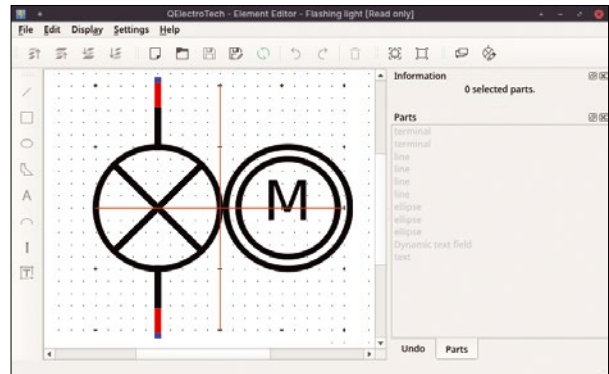 QElectroTech - Element Editor - Flashing light [Read only]
File Edit Display Settings Help
Information
0 selected parts.
Parts
terminal
terminal
line
line
line
line
ellipse
ellipse
ellipse
Dynamic text field
text
A
T
M
Undo Parts